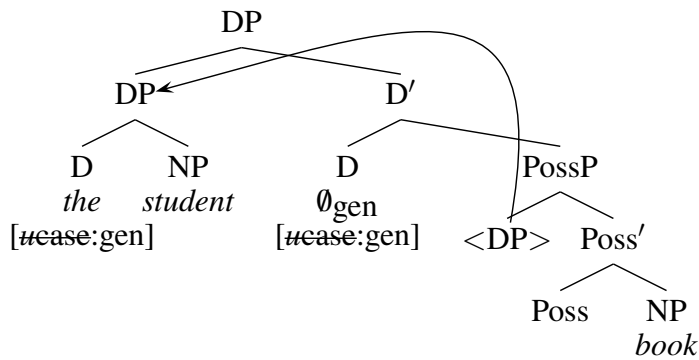 DP
DP D′
D NP D PossP
the student ∅gen
[ucase:gen] [ucase:gen] <DP> Poss′
Poss NP
book